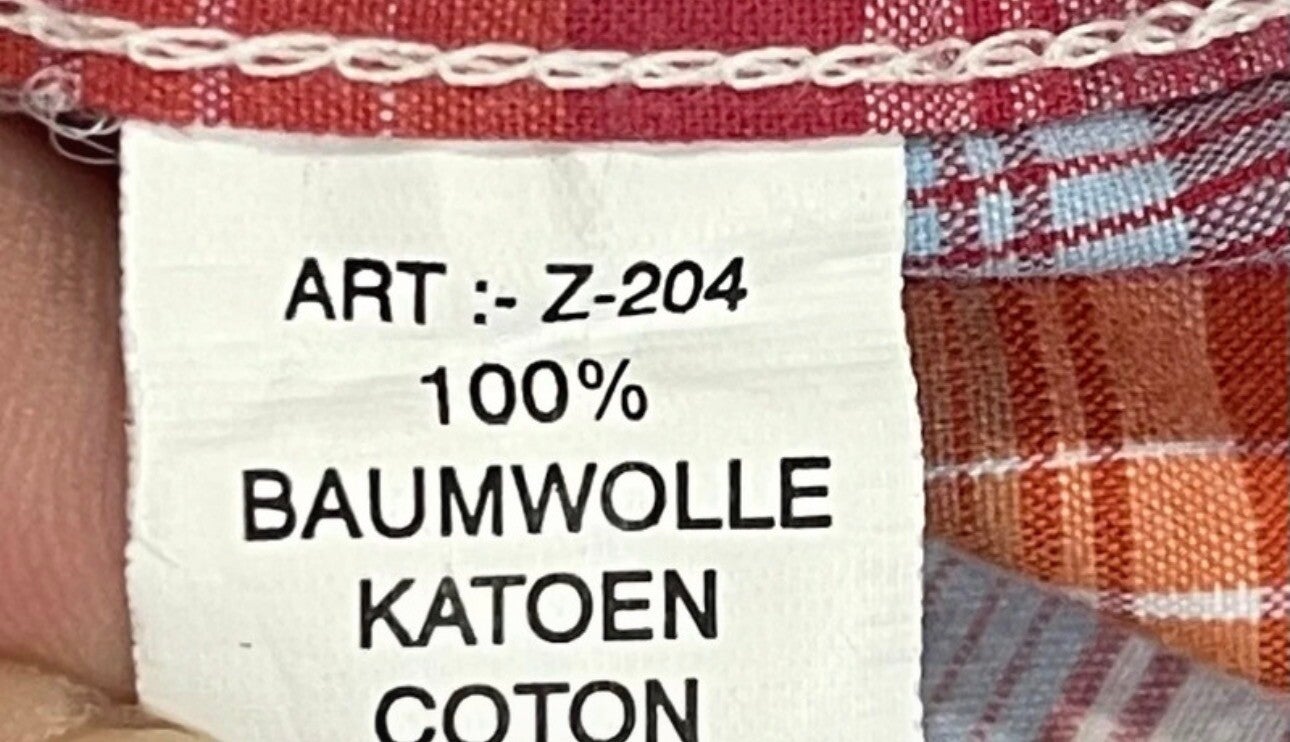 ART :- Z-204
100%
BAUMWOLLE
KATOEN
COTON